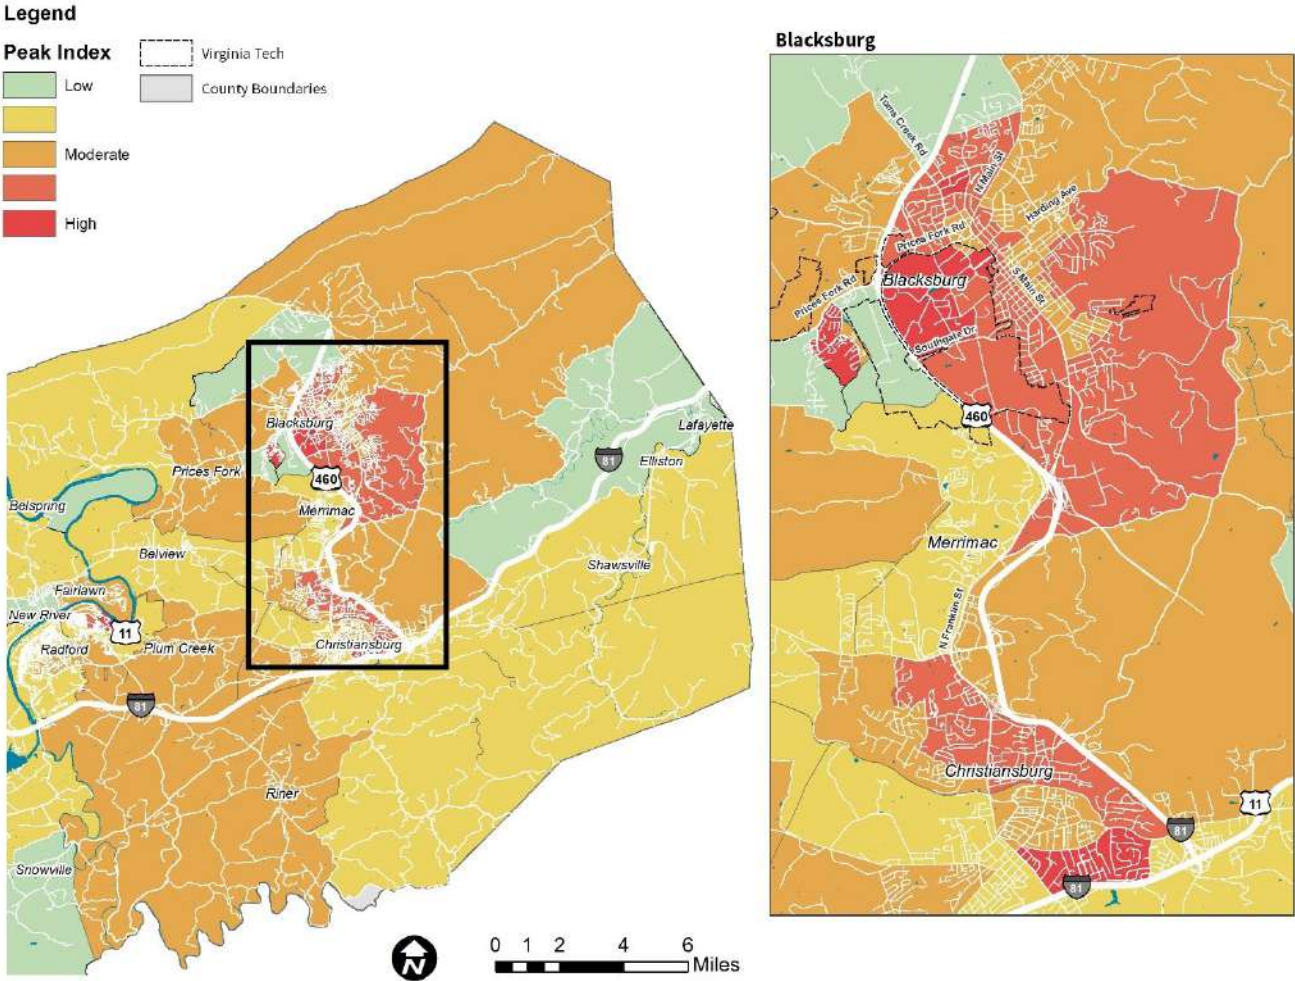 Legend
Peak Index
Low
Moderate
High
Virginia Tech
County Boundaries
Blacksburg
460
Prices Fork
Merrimac
Belspring
Belview
Fairlawn
New River
11
Radford
Plum Creek
Christiansburg
81
Lafayette
Elliston
81
Shawsville
Riner
Snowville
N
0 1 2 4 6
Miles
Blacksburg
Toms Creek Rd
N Main St
Harding Ave
Prices Fork Rd
Blacksburg
S Main St
Prices Fork Rd
Southgate Dr
460
Merrimac
N Franklin St
Christiansburg
11
81
81